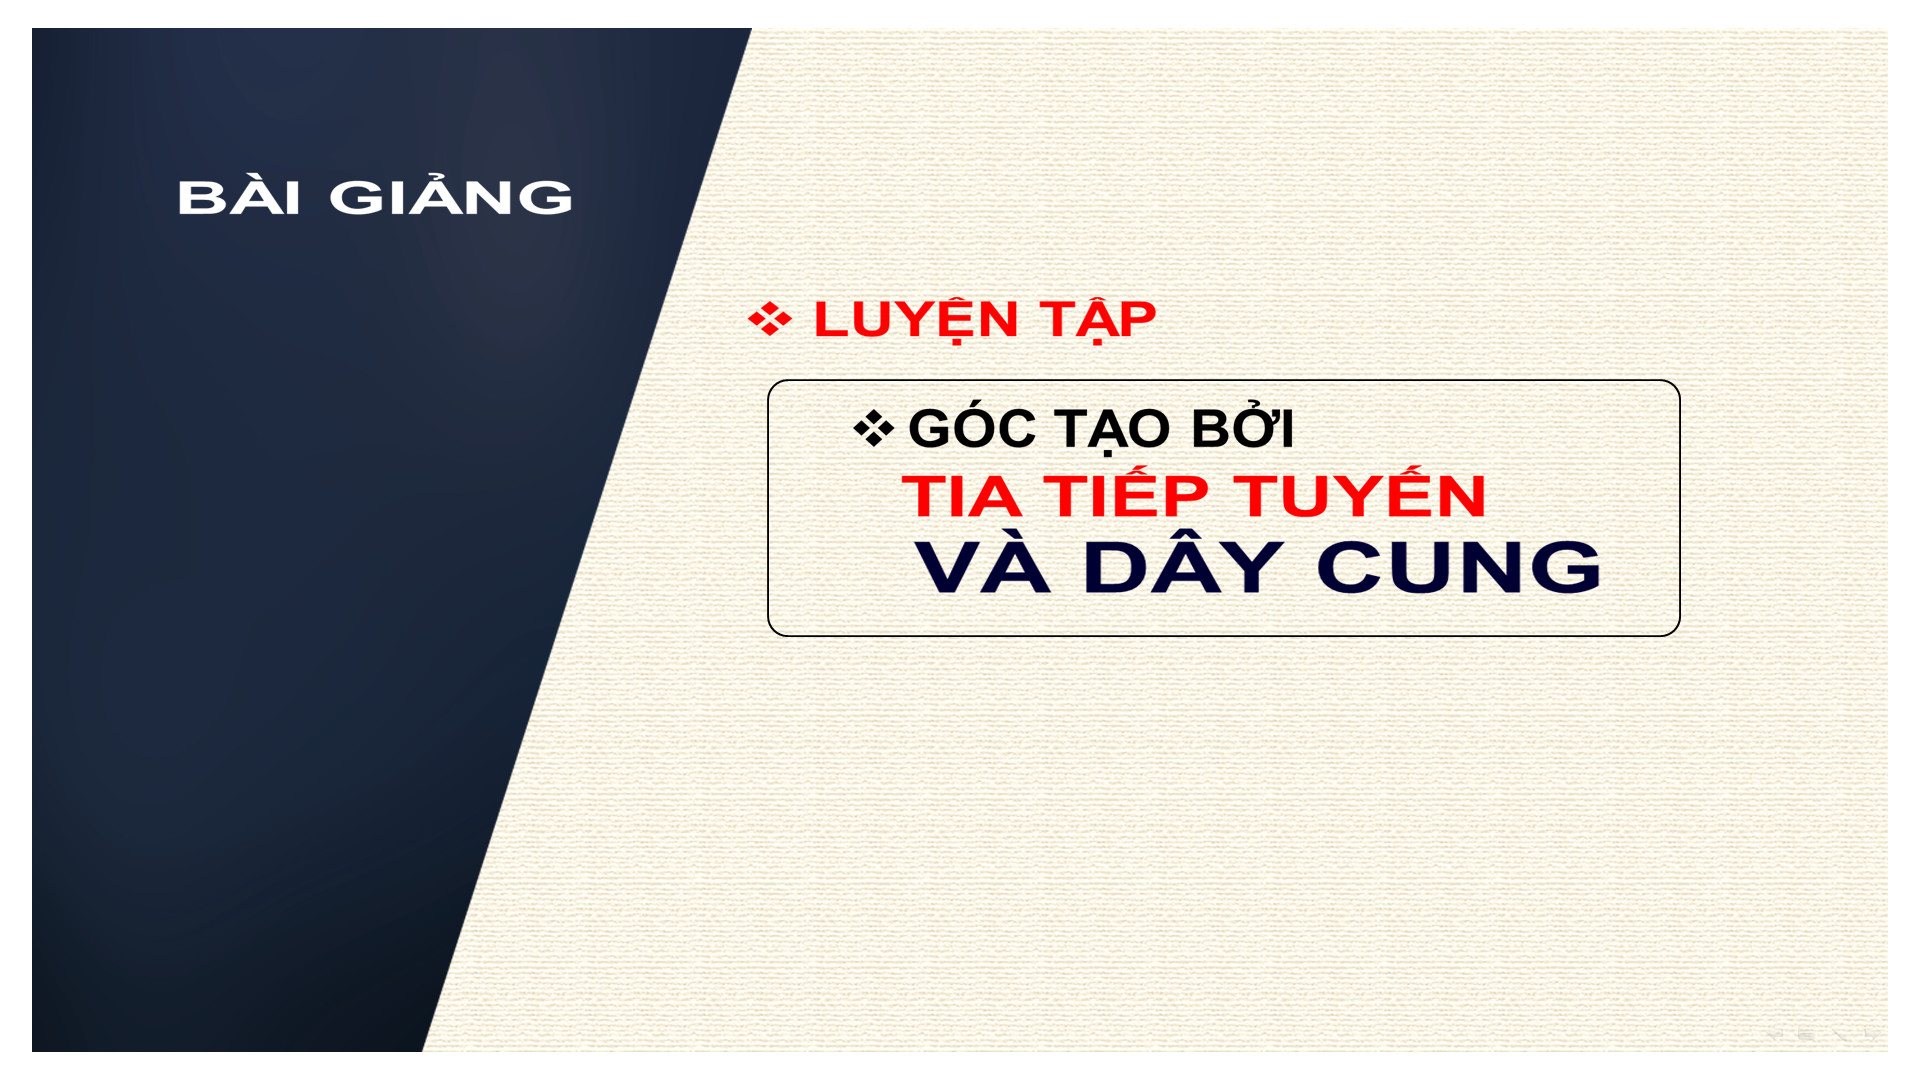 BÀI GIẢNG
❖ LUYỆN TẬP
❖ GÓC TẠO BỞI
TIA TIẾP TUYẾN
VÀ DÂY CUNG